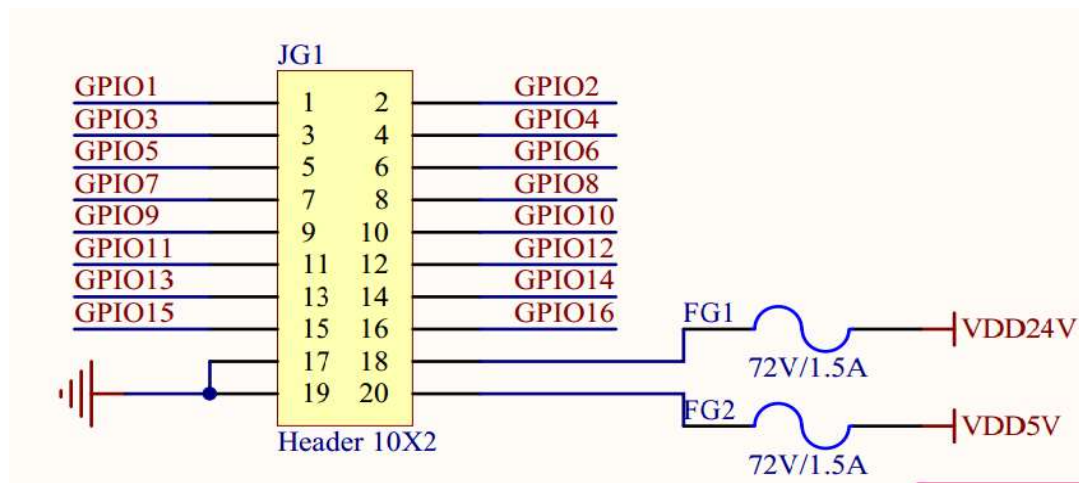 JG1
GPIO1 1 2 GPIO2
GPIO3 3 4 GPIO4
GPIO5 5 6 GPIO6
GPIO7 7 8 GPIO8
GPIO9 9 10 GPIO10
GPIO11 11 12 GPIO12
GPIO13 13 14 GPIO14
GPIO15 15 16 GPIO16
FG1 VDD24V
17 18 72V/1.5A
19 20 FG2 VDD5V
Header 10X2 72V/1.5A